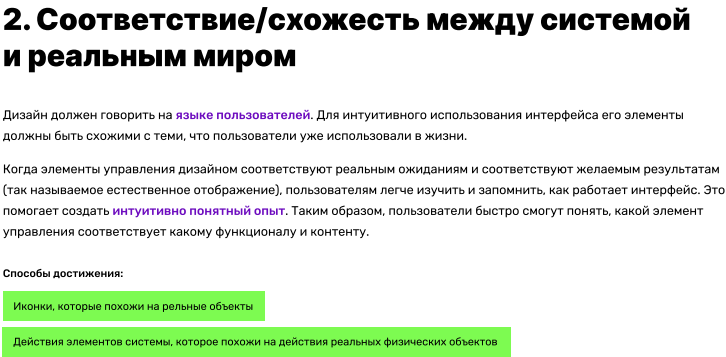 2. Соответствие/схожесть между системой
и реальным миром
Дизайн должен говорить на языке пользователей. Для интуитивного использования интерфейса его элементы
должны быть схожими с теми, что пользователи уже использовали в жизни.
Когда элементы управления дизайном соответствуют реальным ожиданиям и соответствуют желаемым результатам
(так называемое естественное отображение), пользователям легче изучить и запомнить, как работает интерфейс. Это
помогает создать интуитивно понятный опыт. Таким образом, пользователи быстро смогут понять, какой элемент
управления соответствует какому функционалу и контенту.
Способы достижения:
Иконки, которые похожи на рельные объекты
Действия элементов системы, которое похожи на действия реальных физических объектов